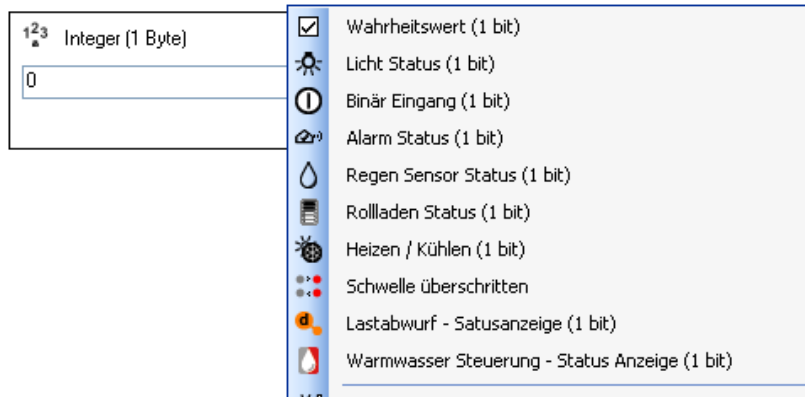 123 Integer (1 Byte)
0
Wahrheitswert (1 bit)
Licht Status (1 bit)
Binär Eingang (1 bit)
Alarm Status (1 bit)
Regen Sensor Status (1 bit)
Rollladen Status (1 bit)
Heizen / Kühlen (1 bit)
Schwelle überschritten
d Lastabwurf - Satusanzeige (1 bit)
Warmwasser Steuerung - Status Anzeige (1 bit)